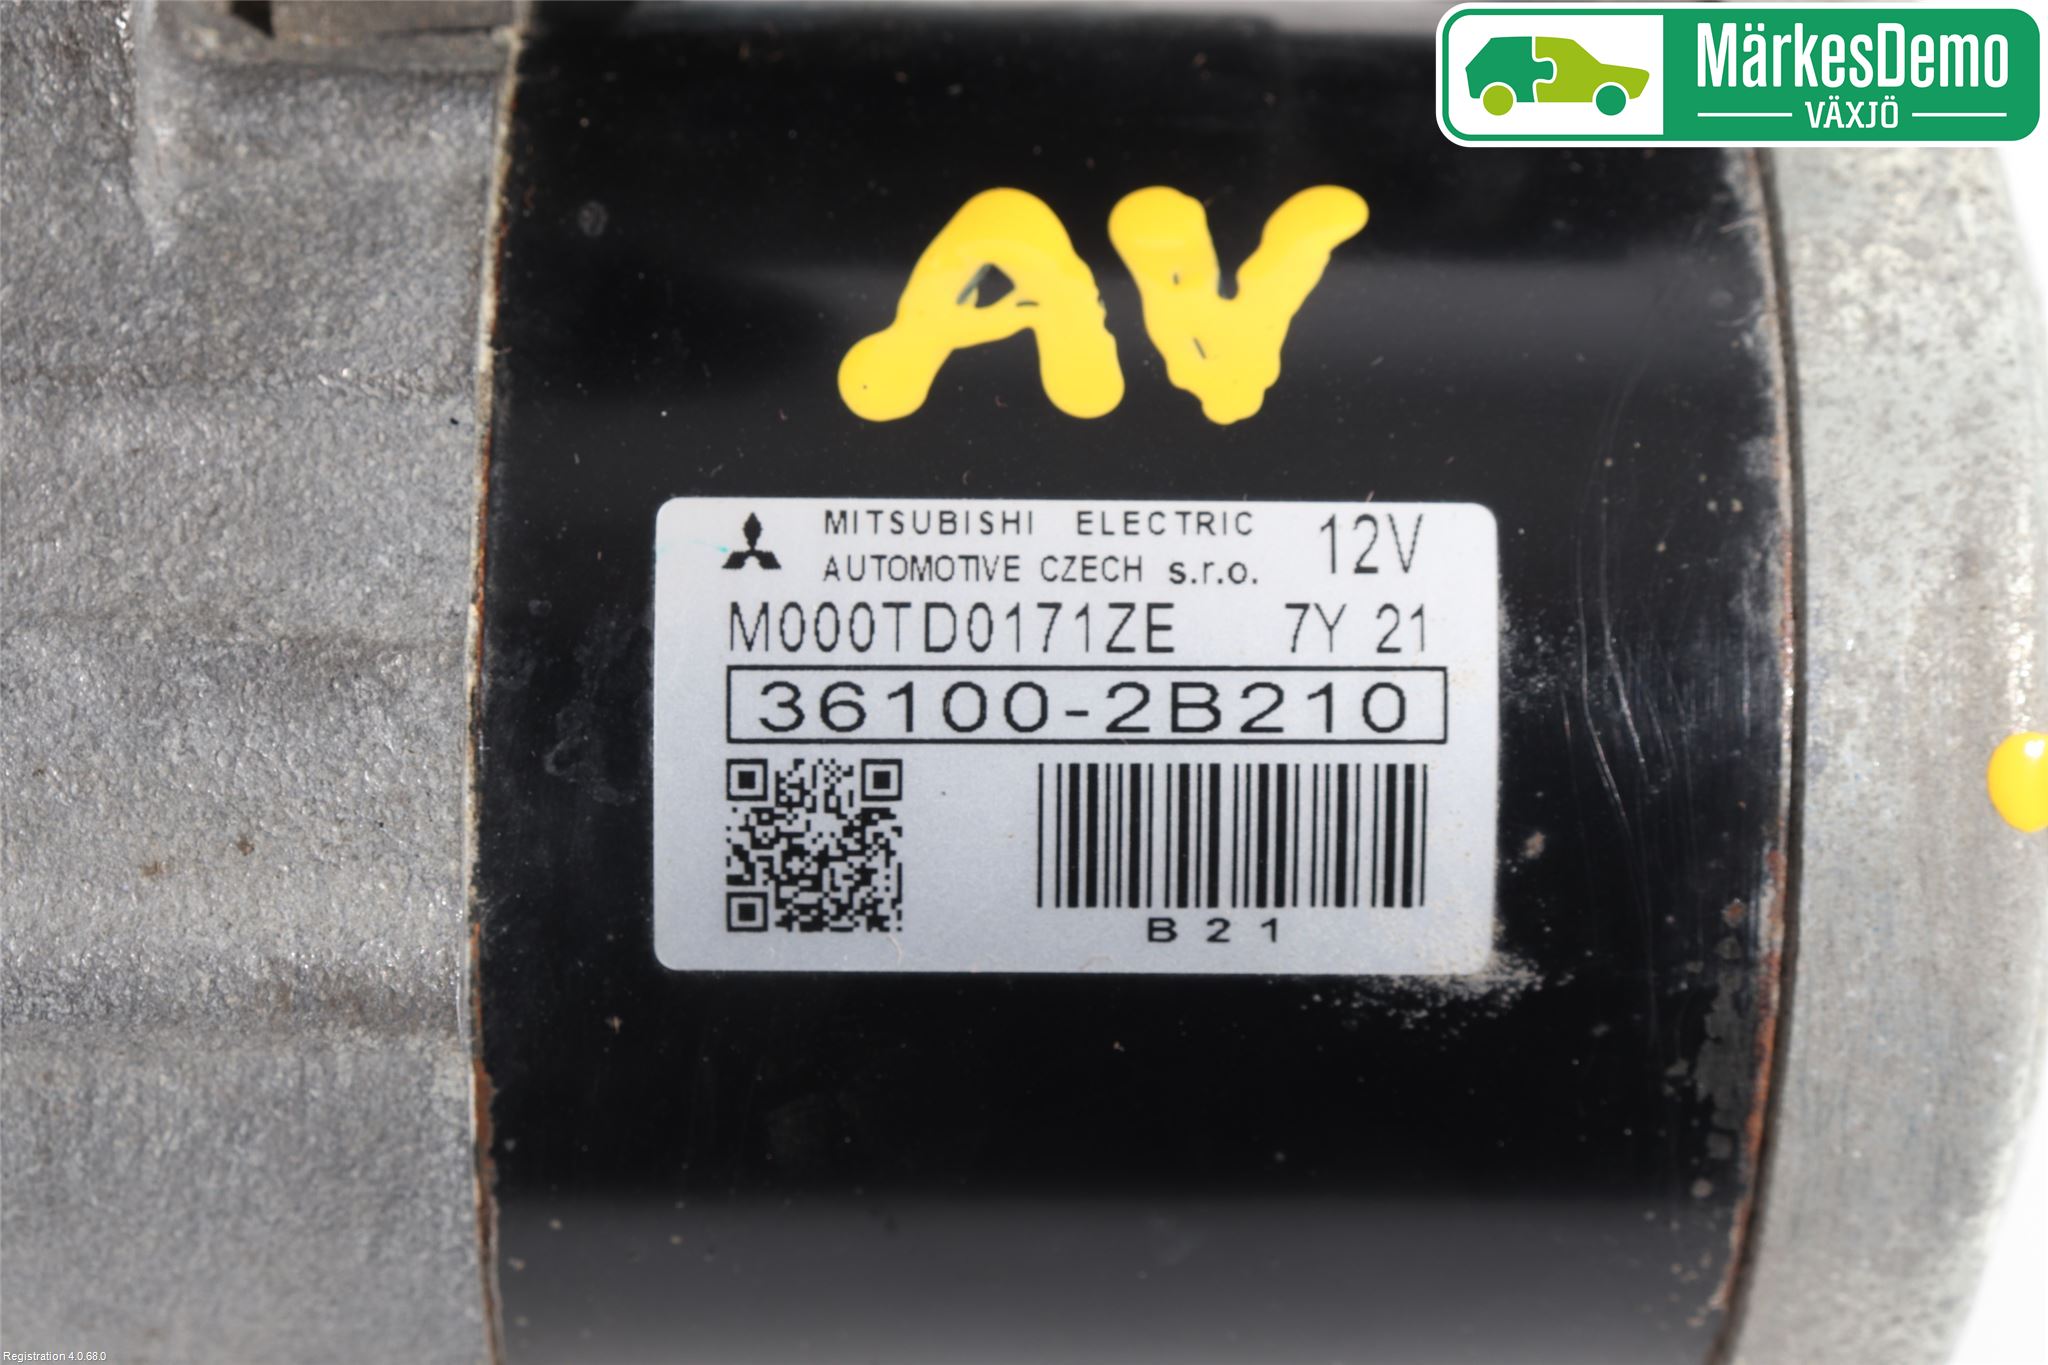 MärkesDemo
VÄXJÖ
AV
MITSUBISHI ELECTRIC 12V
AUTOMOTIVE CZECH s.r.o.
M000TD0171ZE 7Y 21
36100-2B210
B21
Registration 4.0.68.0